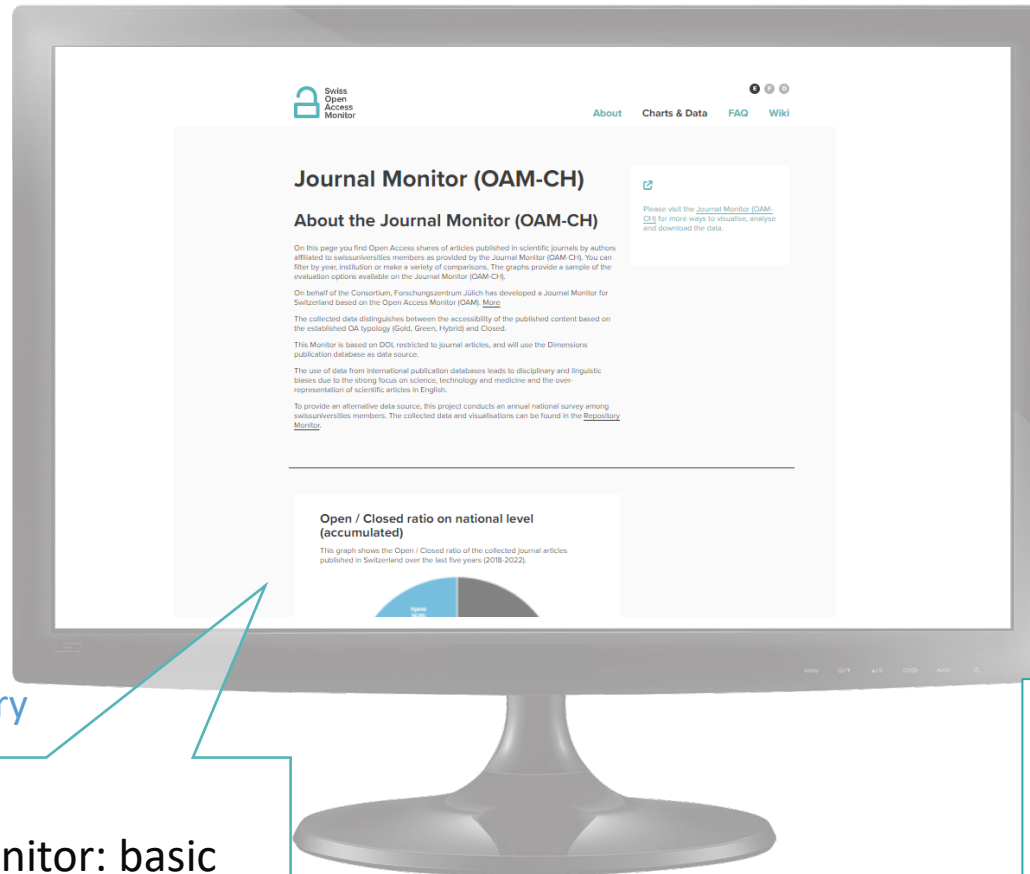 Swiss
Open
Access
Monitor
E F D
About Charts & Data FAQ Wiki
Journal Monitor (OAM-CH)
About the Journal Monitor (OAM-CH)
On this page you find Open Access shares of articles published in scientific journals by authors
affiliated to swissuniversities members as provided by the Journal Monitor (OAM-CH). You can
filter by year, institution or make a variety of comparisons. The graphs provide a sample of the
evaluation options available on the Journal Monitor (OAM-CH).
On behalf of the Consortium, Forschungszentrum Jülich has developed a Journal Monitor for
Switzerland based on the Open Access Monitor (OAM). More
The collected data distinguishes between the accessibility of the published content based on
the established OA typology (Gold, Green, Hybrid) and Closed.
This Monitor is based on DOI, restricted to journal articles, and will use the Dimensions
publication database as data source.
The use of data from international publication databases leads to disciplinary and linguistic
biases due to the strong focus on science, technology and medicine and the over-
representation of scientific articles in English.
To provide an alternative data source, this project conducts an annual national survey among
swissuniversities members. The collected data and visualisations can be found in the Repository
Monitor.
Please visit the Journal Monitor (OAM-
CH) for more ways to visualise, analyse
and download the data.
Open / Closed ratio on national level
(accumulated)
This graph shows the Open / Closed ratio of the collected journal articles
published in Switzerland over the last five years (2018-2022).
Hybrid
MENU
AUTO
ry
nitor: basic